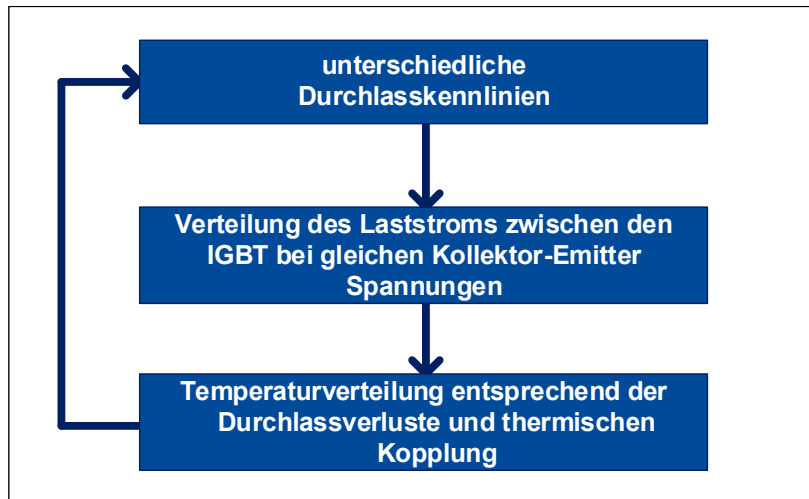 unterschiedliche
Durchlasskennlinien
Verteilung des Laststroms zwischen den
IGBT bei gleichen Kollektor-Emitter
Spannungen
Temperaturverteilung entsprechend der
Durchlassverluste und thermischen
Kopplung